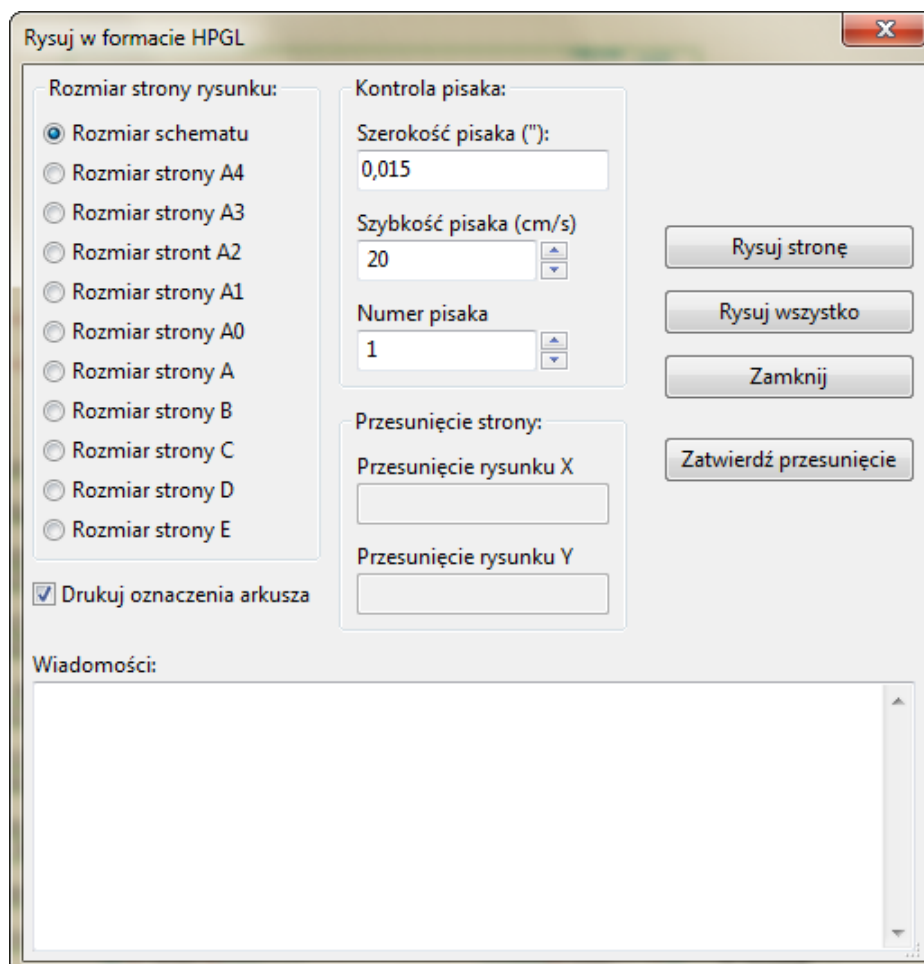 Rysuj w formacie HPGL
Rozmiar strony rysunku:
Rozmiar schematu
Rozmiar strony A4
Rozmiar strony A3
Rozmiar stront A2
Rozmiar strony A1
Rozmiar strony A0
Rozmiar strony A
Rozmiar strony B
Rozmiar strony C
Rozmiar strony D
Rozmiar strony E
Drukuj oznaczenia arkusza
Kontrola pisaka:
Szerokość pisaka ("):
0,015
Szybkość pisaka (cm/s)
20
Numer pisaka
1
Przesunięcie strony:
Przesunięcie rysunku X
Przesunięcie rysunku Y
Rysuj stronę
Rysuj wszystko
Zamknij
Zatwierdź przesunięcie
Wiadomości: